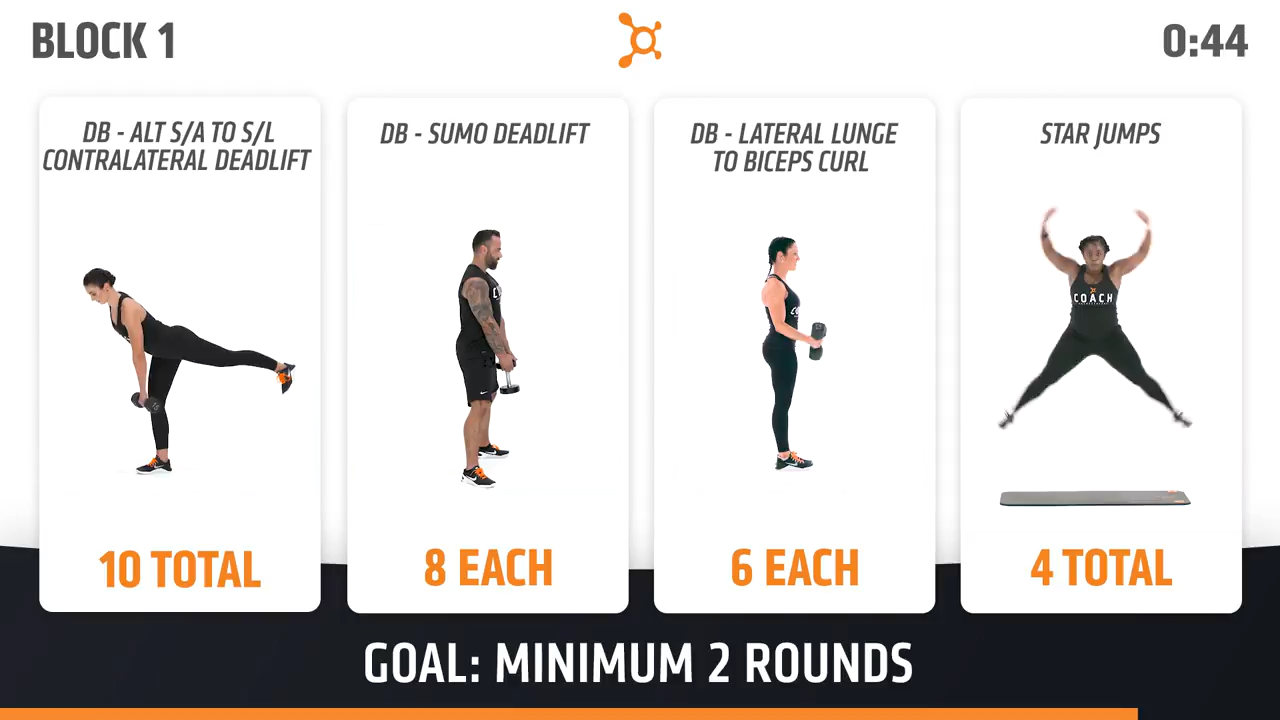 BLOCK 1
0:44
DB - ALT S/A TO S/L
CONTRALATERAL DEADLIFT
10 TOTAL
DB - SUMO DEADLIFT
8 EACH
DB - LATERAL LUNGE
TO BICEPS CURL
6 EACH
STAR JUMPS
COACH
4 TOTAL
GOAL: MINIMUM 2 ROUNDS